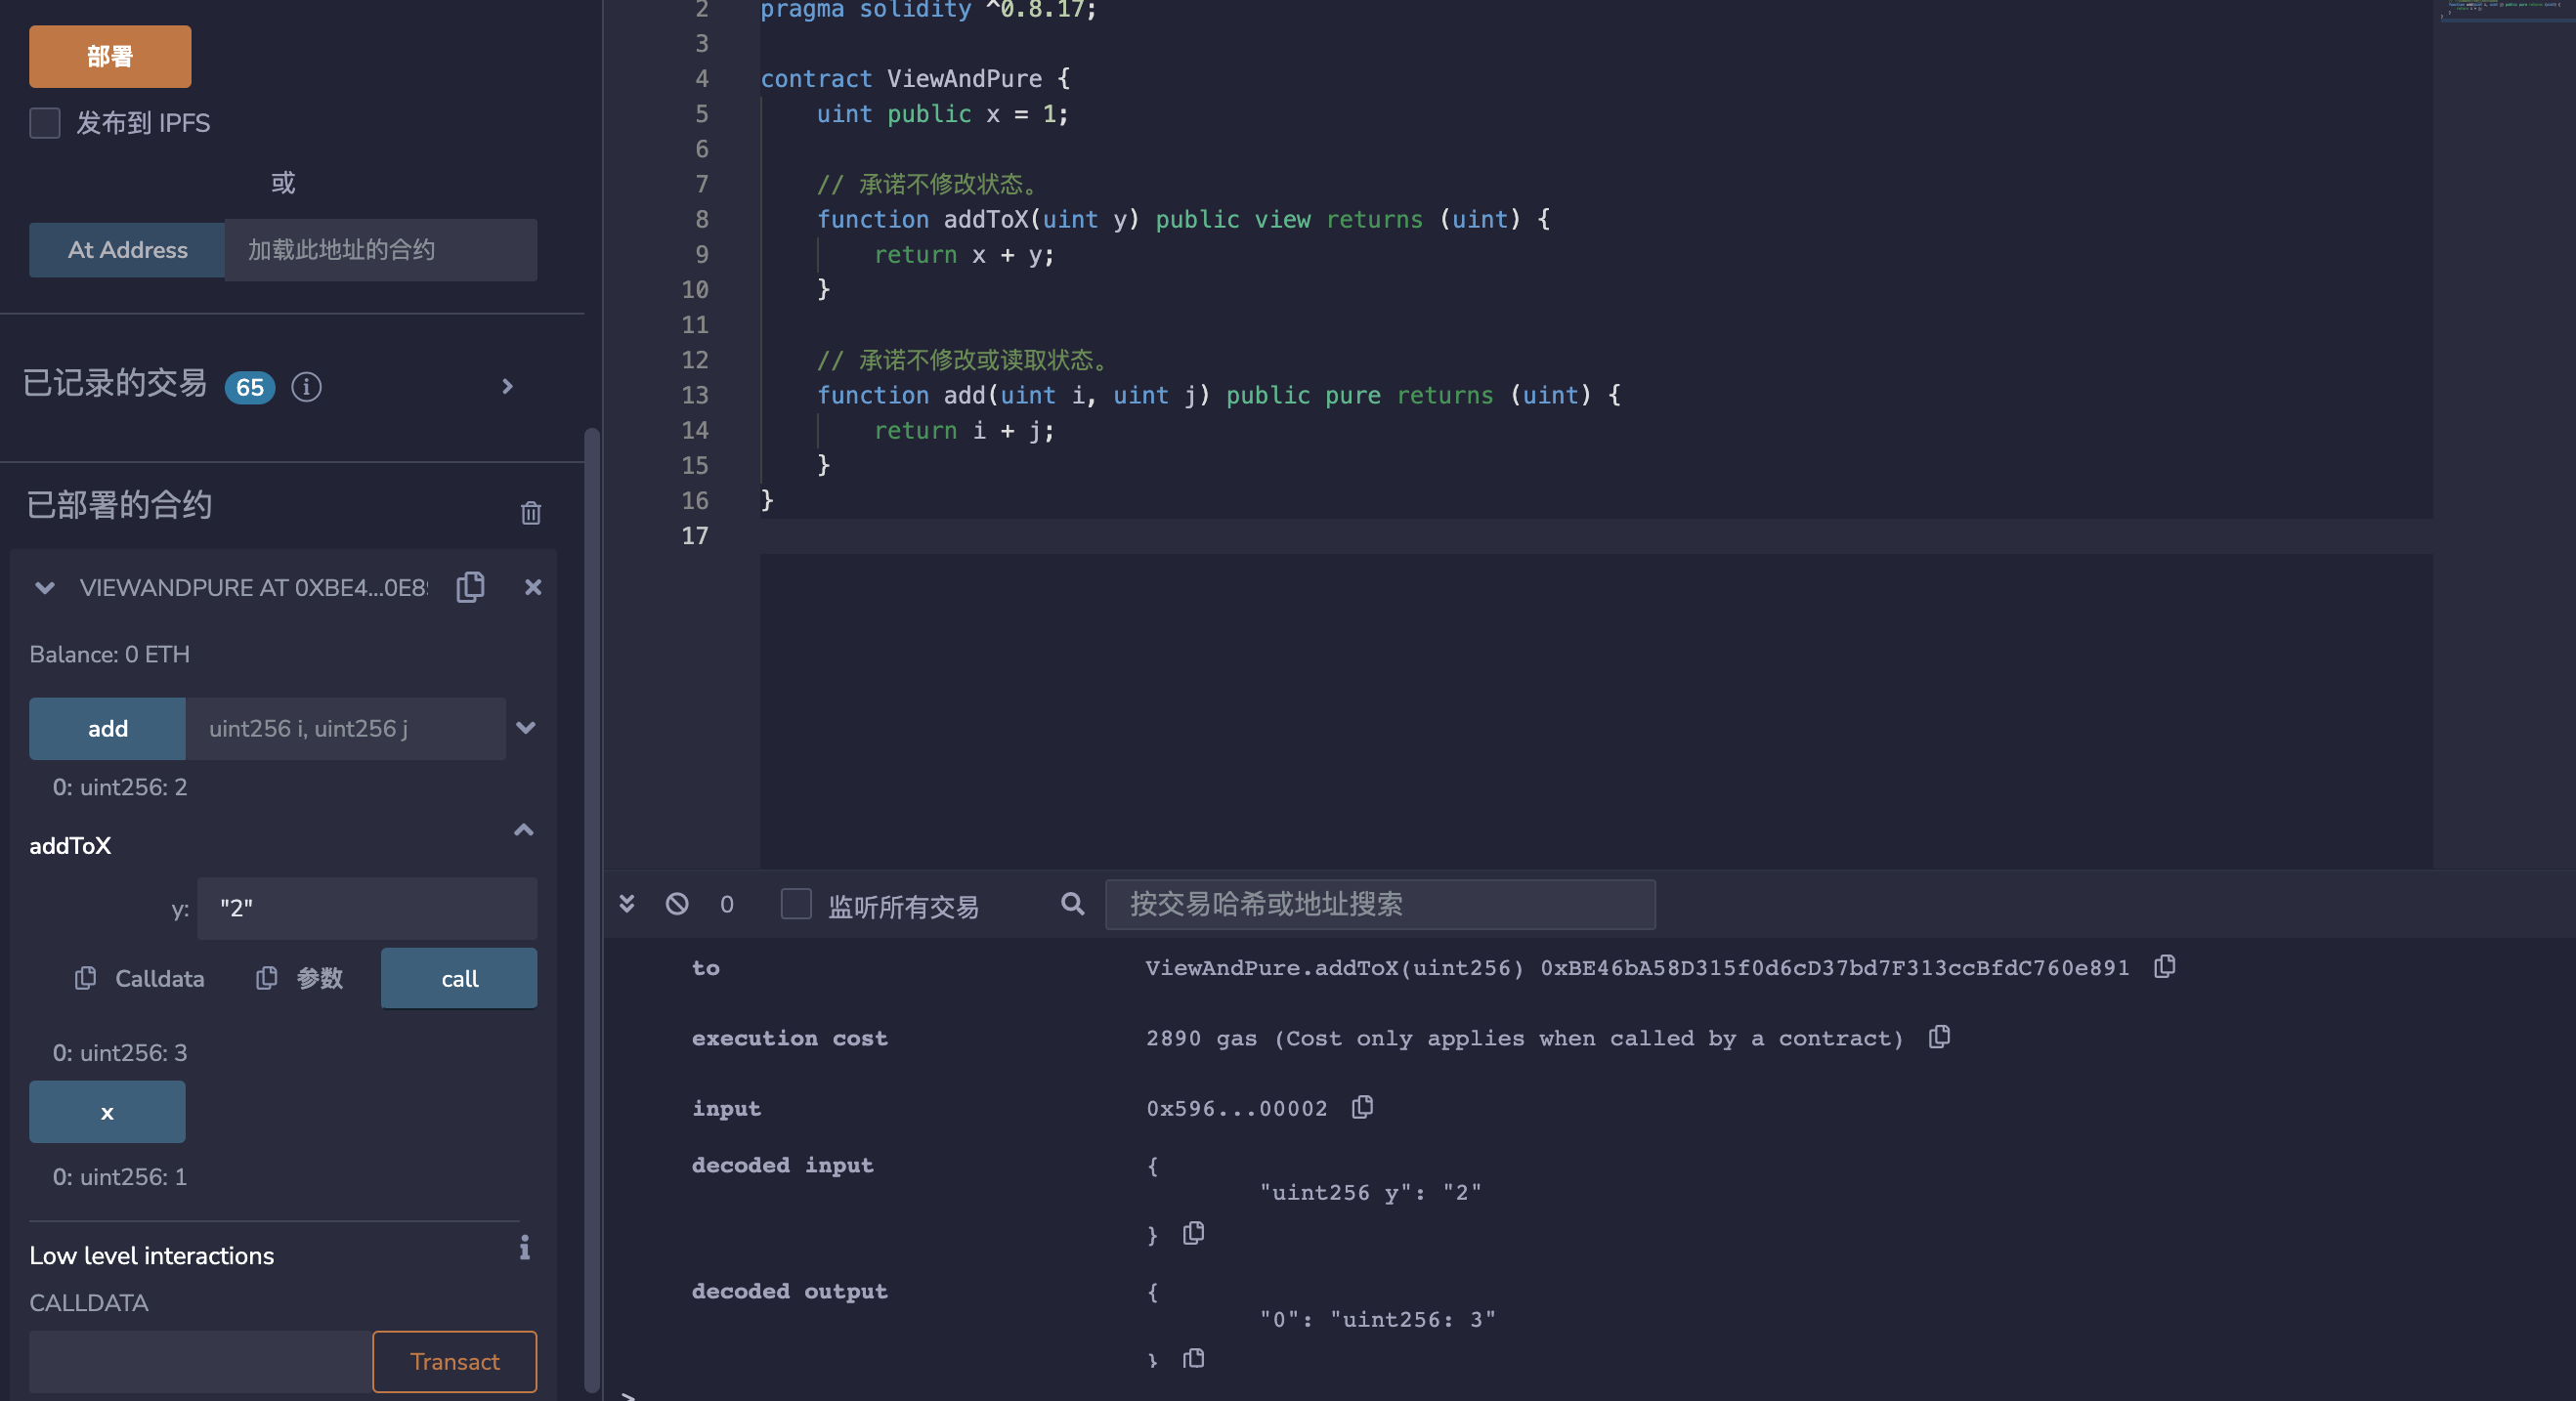 部署
发布到 IPFS
或
At Address
加载此地址的合约
已记录的交易 65
已部署的合约
VIEWANDPURE AT 0XBE4...0E8
Balance: 0 ETH
add
uint256 i, uint256 j
0: uint256: 2
addToX
y: "2"
Calldata
参数
call
0: uint256: 3
x
0: uint256: 1
Low level interactions
CALLDATA
Transact
2 pragma solidity ^0.8.17;
3
4 contract ViewAndPure {
5 uint public x = 1;
6
7 // 承诺不修改状态。
8 function addToX(uint y) public view returns (uint) {
9 return x + y;
10 }
11
12 // 承诺不修改或读取状态。
13 function add(uint i, uint j) public pure returns (uint) {
14 return i + j;
15 }
16 }
17
0
监听所有交易
按交易哈希或地址搜索
to ViewAndPure.addToX(uint256) 0xBE46bA58D315f0d6cD37bd7F313ccBfdC760e891
execution cost 2890 gas (Cost only applies when called by a contract)
input 0x596...00002
decoded input {
"uint256 y": "2"
}
decoded output {
"0": "uint256: 3"
}
>